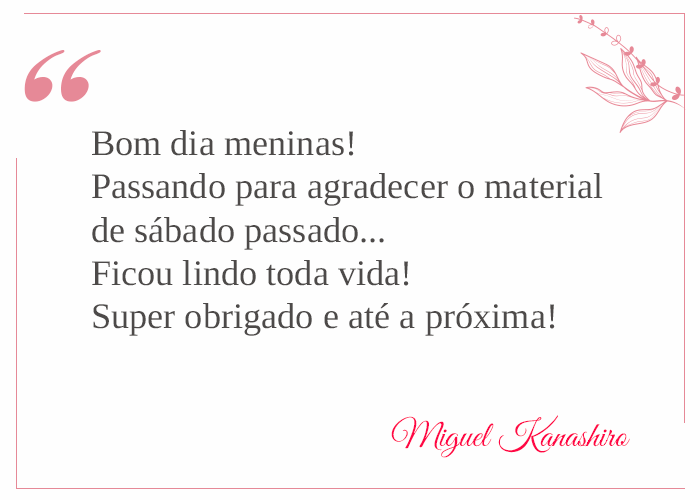 Bom dia meninas!
Passando para agradecer o material
de sábado passado...
Ficou lindo toda vida!
Super obrigado e até a próxima!
Miguel Kanashiro